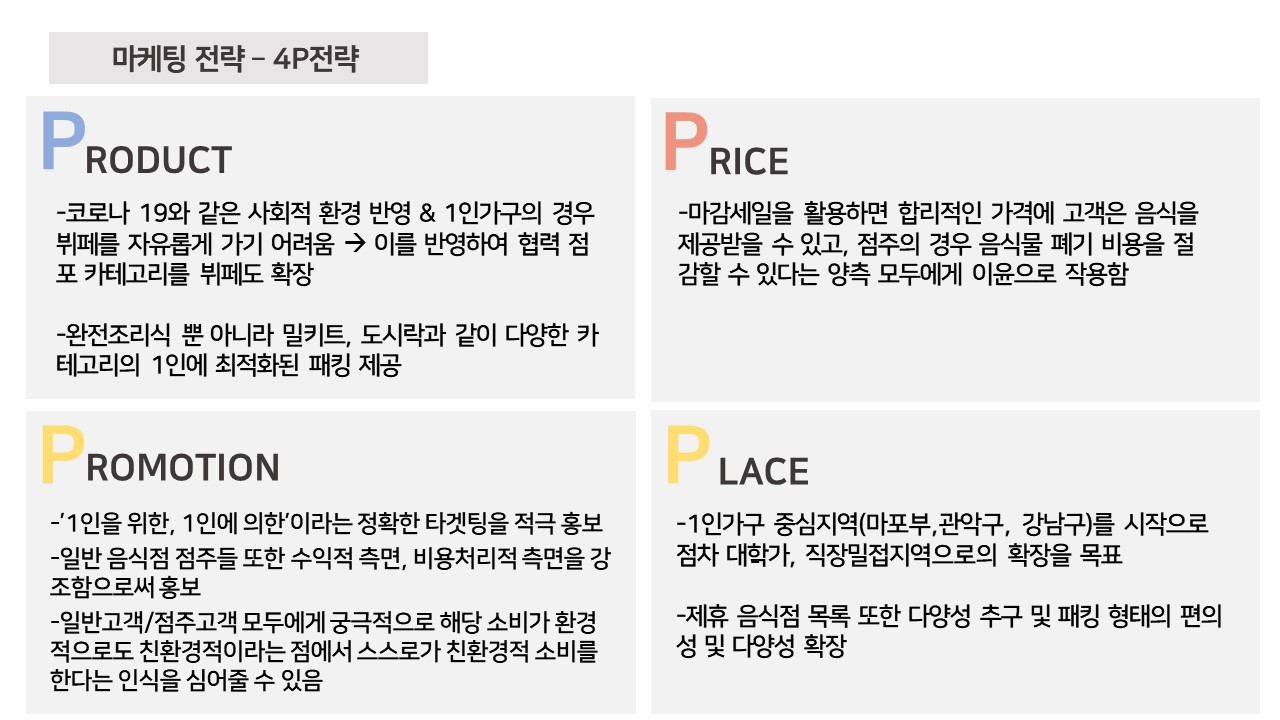 마케팅 전략 – 4P전략
PRODUCT
-코로나 19와 같은 사회적 환경 반영 & 1인가구의 경우
뷔페를 자유롭게 가기 어려움 → 이를 반영하여 협력 점
포 카테고리를 뷔페도 확장
-완전조리식 뿐 아니라 밀키트, 도시락과 같이 다양한 카
테고리의 1인에 최적화된 패킹 제공
PRICE
-마감세일을 활용하면 합리적인 가격에 고객은 음식을
제공받을 수 있고, 점주의 경우 음식물 폐기 비용을 절
감할 수 있다는 양측 모두에게 이윤으로 작용함
PROMOTION
-'1인을 위한, 1인에 의한'이라는 정확한 타겟팅을 적극 홍보
-일반 음식점 점주들 또한 수익적 측면, 비용처리적 측면을 강
조함으로써 홍보
-일반고객/점주고객 모두에게 궁극적으로 해당 소비가 환경
적으로도 친환경적이라는 점에서 스스로가 친환경적 소비를
한다는 인식을 심어줄 수 있음
P LACE
-1인가구 중심지역(마포부,관악구, 강남구)를 시작으로
점차 대학가, 직장밀접지역으로의 확장을 목표
-제휴 음식점 목록 또한 다양성 추구 및 패킹 형태의 편의
성 및 다양성 확장